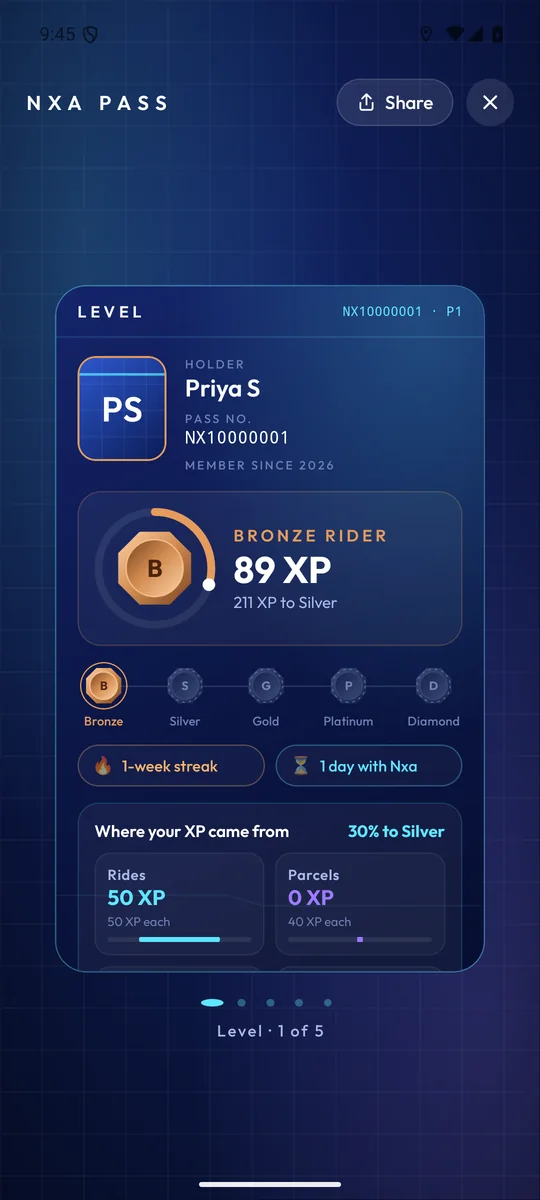 9:45
NXA PASS
Share
LEVEL
NX10000001 · P1
PS
HOLDER
Priya S
PASS NO.
NX10000001
MEMBER SINCE 2026
B
BRONZE RIDER
89 XP
211 XP to Silver
B S G P D
Bronze Silver Gold Platinum Diamond
1-week streak
1 day with Nxa
Where your XP came from
30% to Silver
Rides
50 XP
50 XP each
Parcels
0 XP
40 XP each
Level · 1 of 5